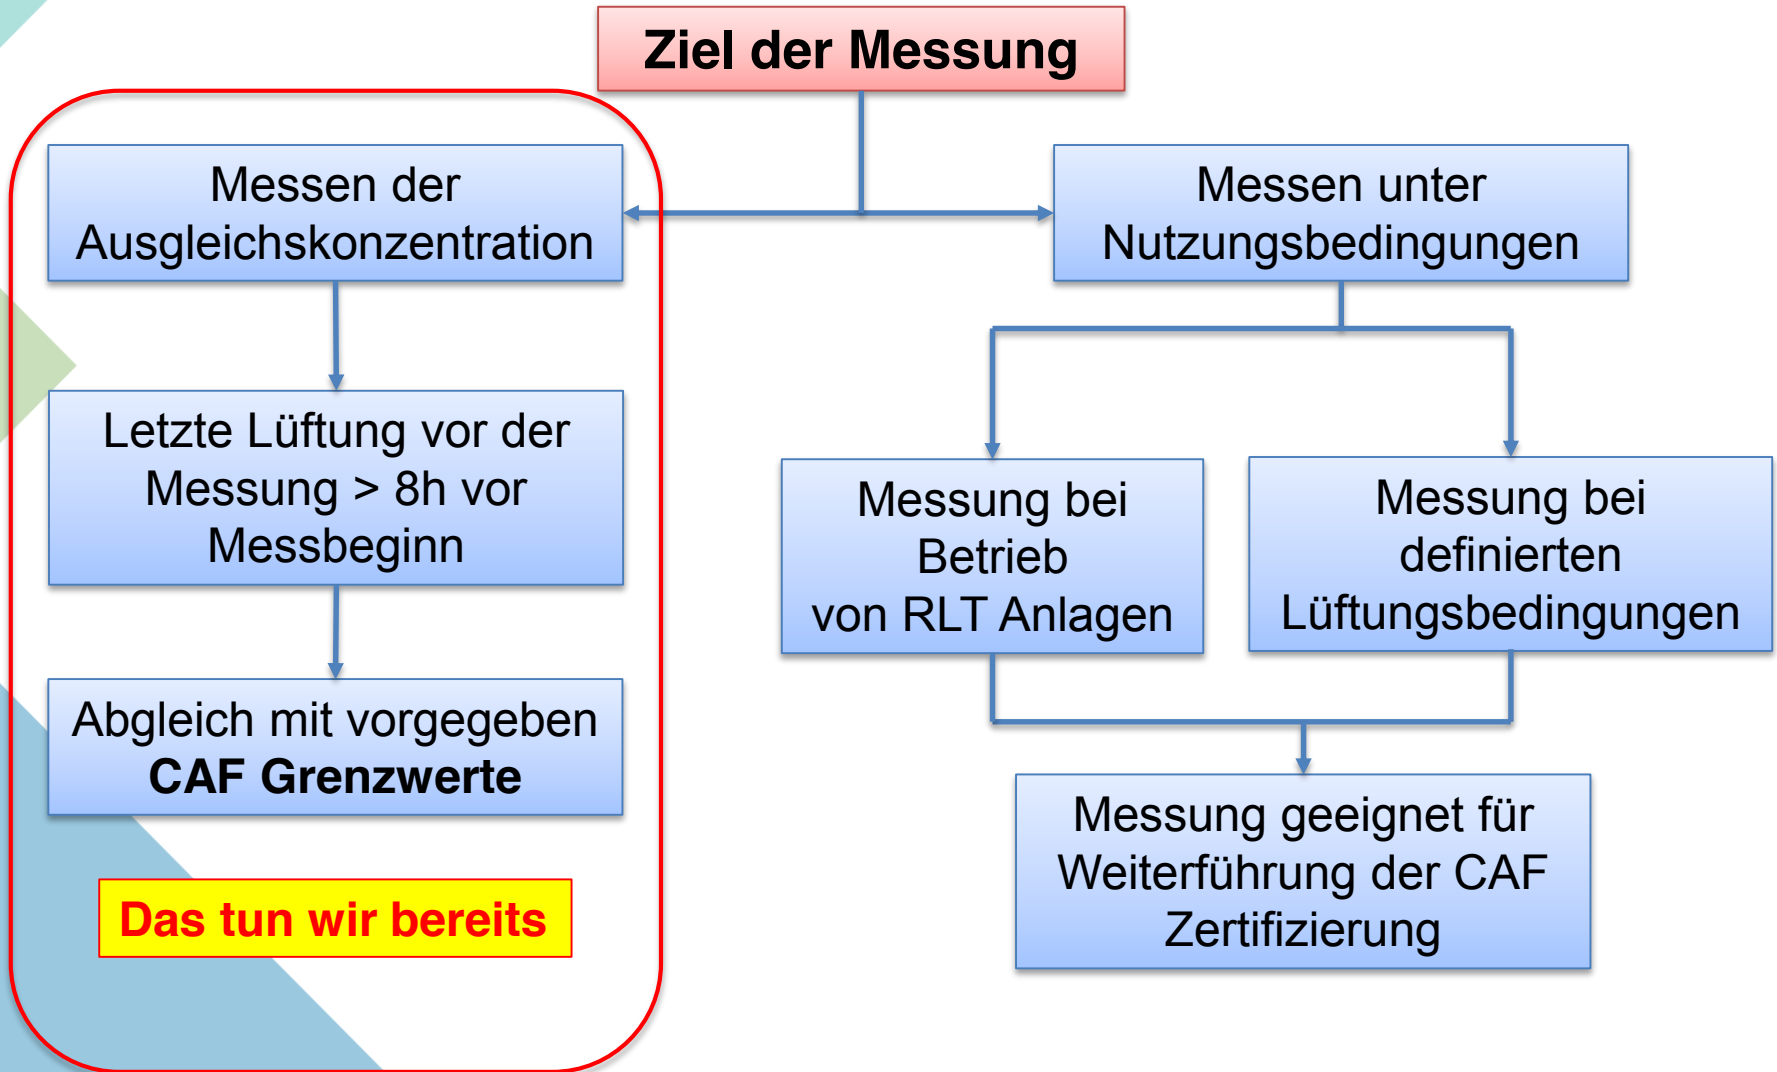 Ziel der Messung
Messen der
Ausgleichskonzentration
Letzte Lüftung vor der
Messung > 8h vor
Messbeginn
Abgleich mit vorgegeben
CAF Grenzwerte
Das tun wir bereits
Messen unter
Nutzungsbedingungen
Messung bei
Betrieb
von RLT Anlagen
Messung bei
definierten
Lüftungsbedingungen
Messung geeignet für
Weiterführung der CAF
Zertifizierung